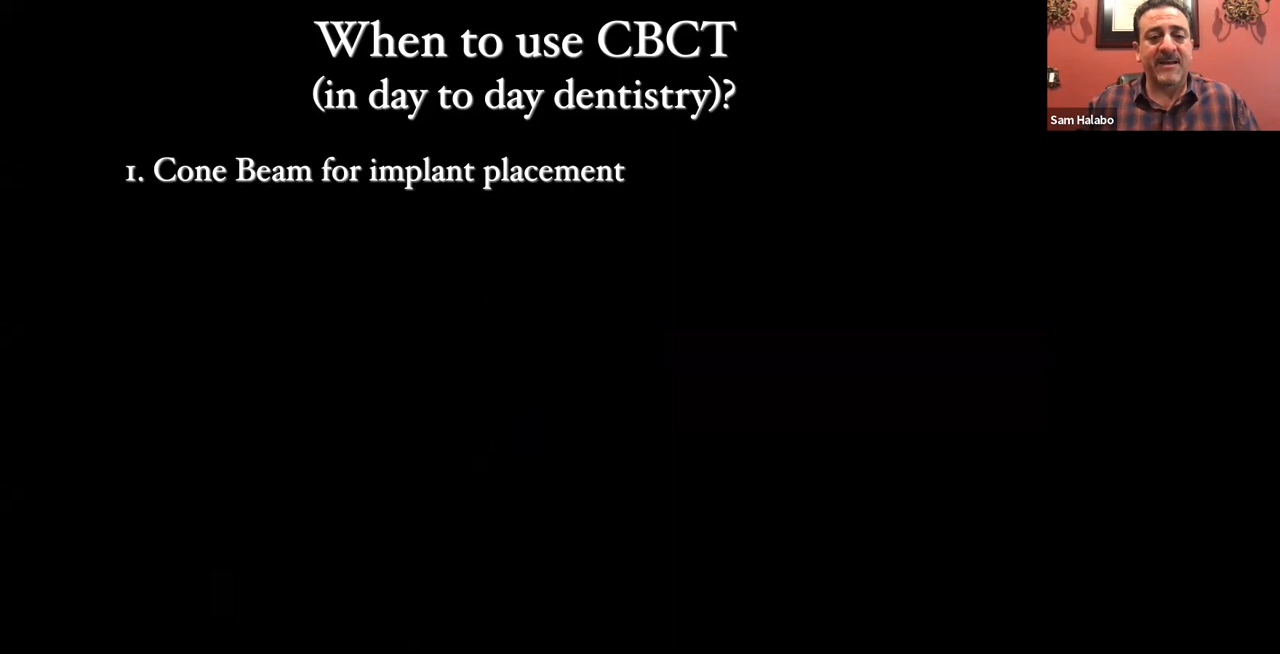 When to use CBCT
(in day to day dentistry)?
1. Cone Beam for implant placement
Sam Halabo